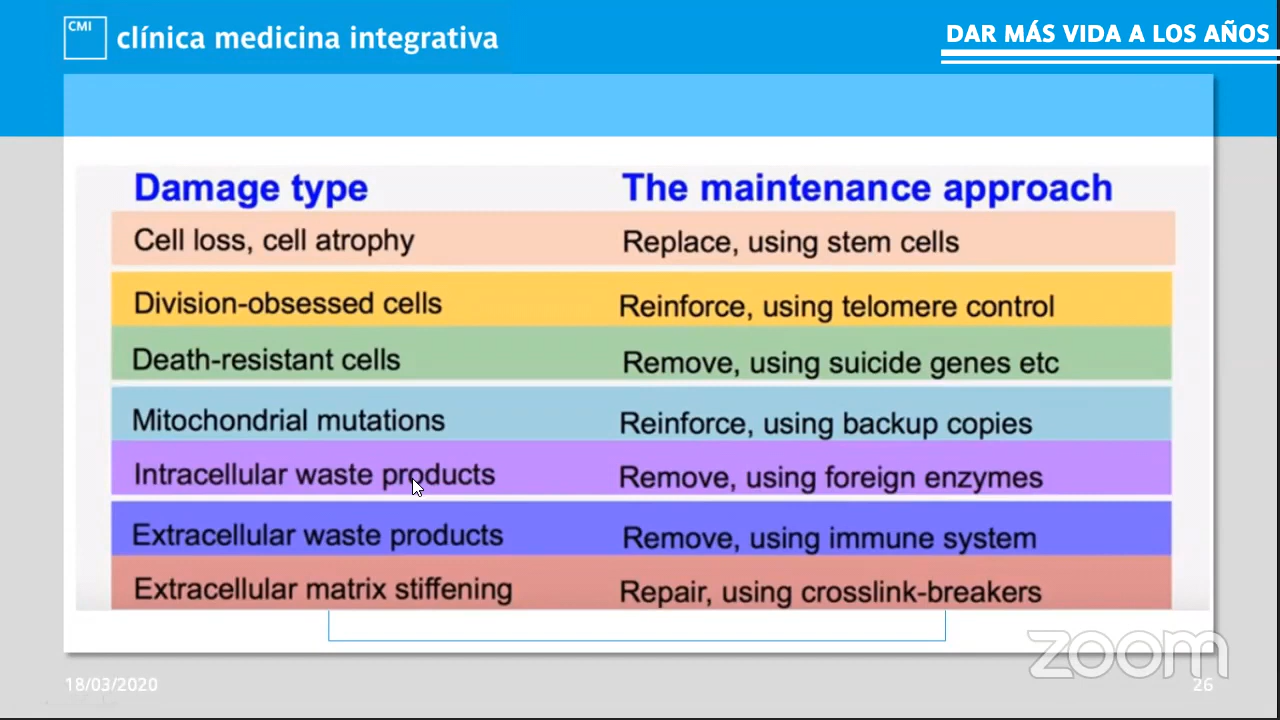 CMI
clínica medicina integrativa
DAR MÁS VIDA A LOS AÑOS
Damage type The maintenance approach
Cell loss, cell atrophy Replace, using stem cells
Division-obsessed cells Reinforce, using telomere control
Death-resistant cells Remove, using suicide genes etc
Mitochondrial mutations Reinforce, using backup copies
Intracellular waste products Remove, using foreign enzymes
Extracellular waste products Remove, using immune system
Extracellular matrix stiffening Repair, using crosslink-breakers
zoom
18/03/2020 26